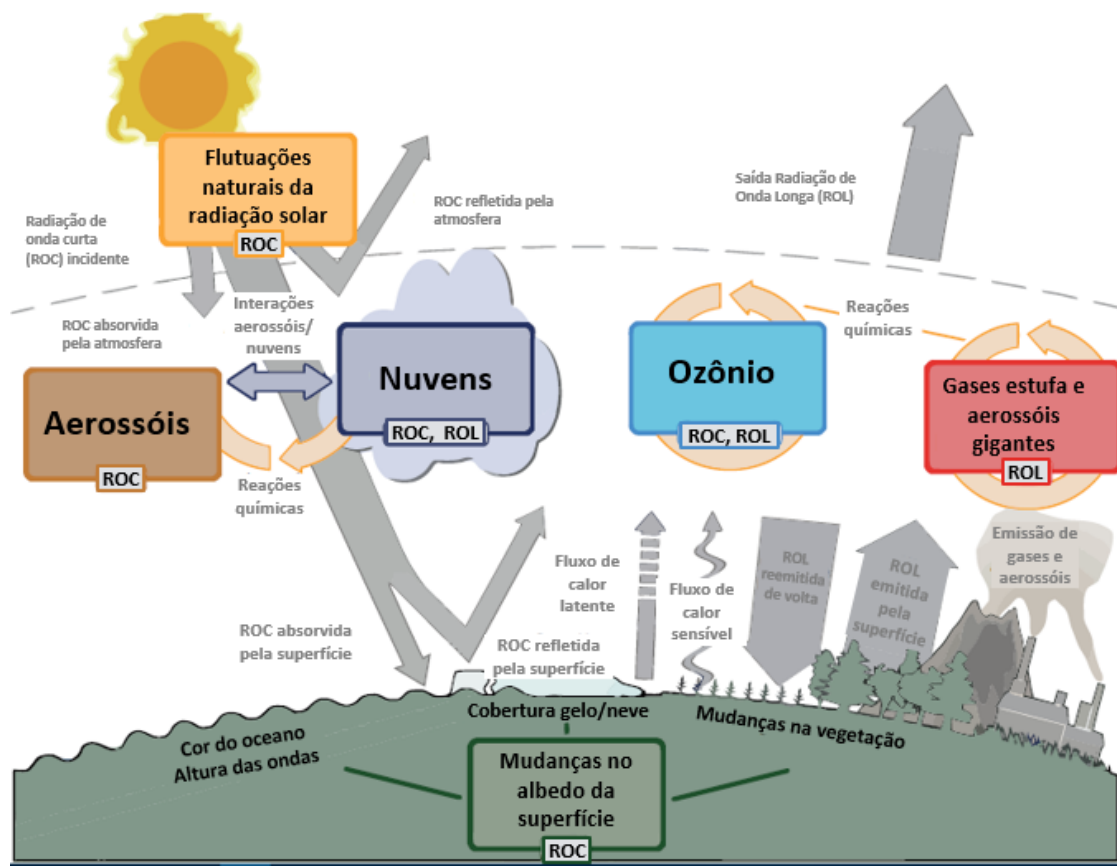 Flutuações
naturais da
radiação solar
ROC
ROC refletida pela
atmosfera
Saída Radiação de
Onda Longa (ROL)
Radiação de
onda curta
(ROC) incidente
ROC absorvida
pela atmosfera
Interações
aerossóis/
nuvens
Reações
químicas
Aerossóis
ROC
Nuvens
ROC, ROL
Ozônio
ROC, ROL
Gases estufa e
aerossóis
gigantes
ROL
Reações
químicas
Emissão de
gases e
aerossóis
Fluxo de
calor
latente
Fluxo de
calor
sensível
ROL
reemitida
de volta
ROL
emitida
pela
superfície
ROC absorvida
pela superfície
ROC refletida
pela superfície
Cobertura gelo/neve
Mudanças na vegetação
Cor do oceano
Altura das ondas
Mudanças no
albedo da
superfície
ROC